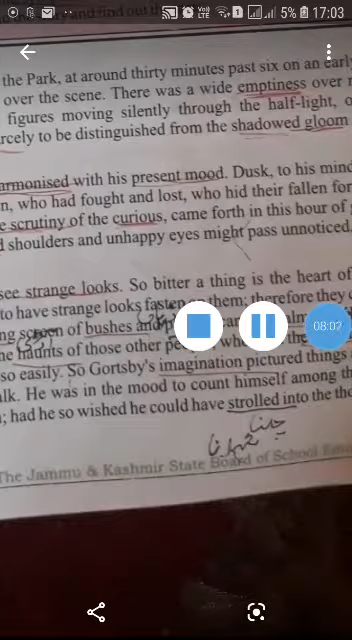 5% 17:03
the Park, at around thirty minutes past six on an early
over the scene. There was a wide emptiness over
figures moving silently through the half-light, o
rcely to be distinguished from the shadowed gloom
armonised with his present mood. Dusk, to his mind
n, who had fought and lost, who hid their fallen for
e scrutiny of the curious, came forth in this hour of
d shoulders and unhappy eyes might pass unnoticed,
see strange looks. So bitter a thing is the heart of
to have strange looks fasten them; therefore they
ng screen of bushes and
08:07
he haunts of those other
so easily. So Gortsby's imagination pictured things
alk. He was in the mood to count himself among th
; had he so wished he could have strolled into the tho
The Jammu & Kashmir State Board of School